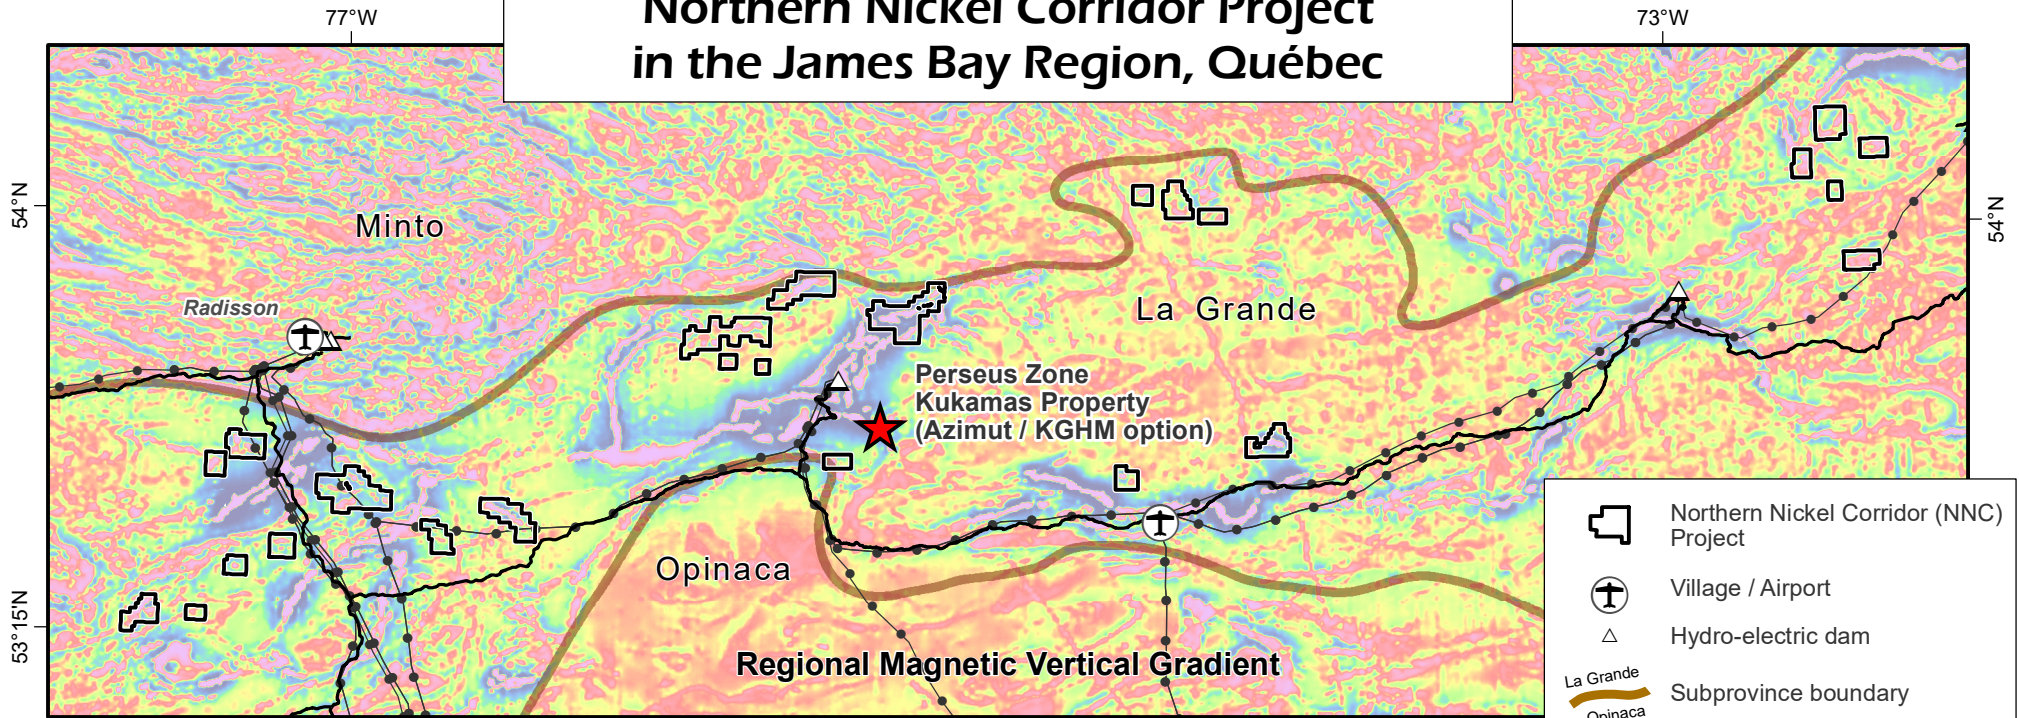 Northern Nickel Corridor Project
in the James Bay Region, Québec
77°W
73°W
54°N
54°N
Minto
Radisson
La Grande
Perseus Zone
Kukamas Property
(Azimut / KGHM option)
Opinaca
53°15'N
Regional Magnetic Vertical Gradient
Northern Nickel Corridor (NNC)
Project
Village / Airport
Hydro-electric dam
La Grande
Subprovince boundary
Opinaca